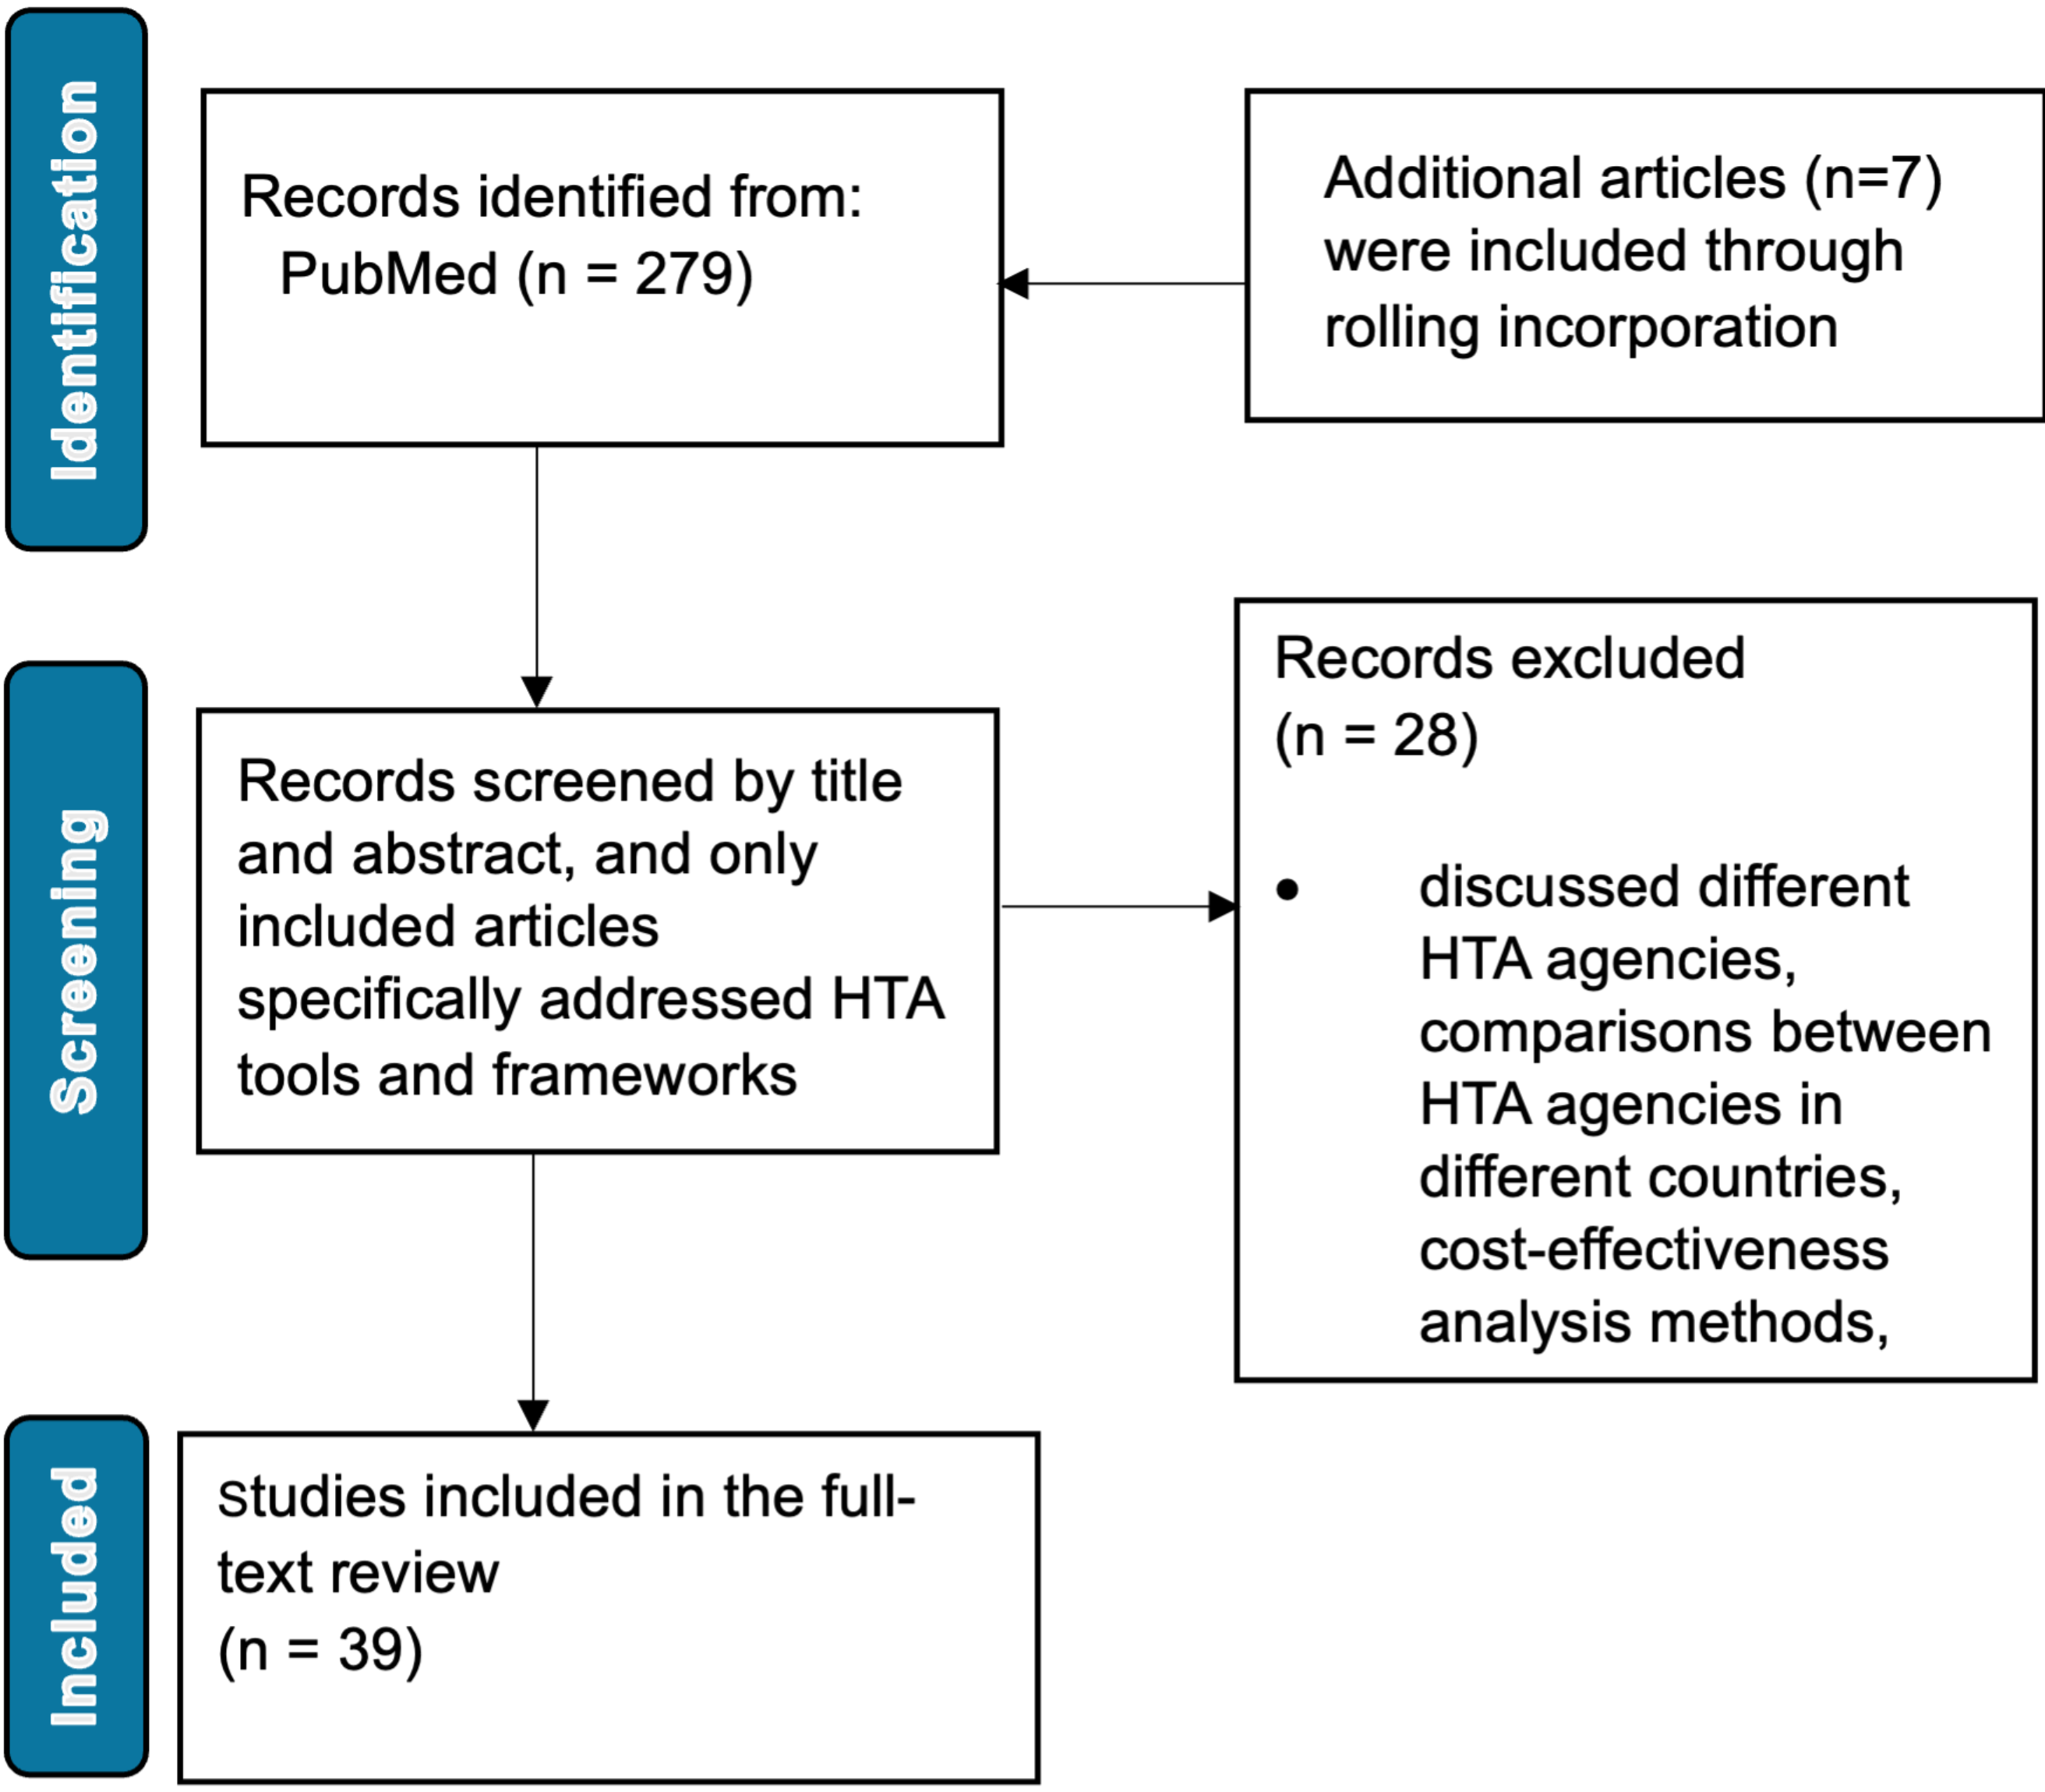 Identification
Records identified from:
PubMed (n = 279)
Additional articles (n=7)
were included through
rolling incorporation
Screening
Records screened by title
and abstract, and only
included articles
specifically addressed HTA
tools and frameworks
Records excluded
(n = 28)
• discussed different
HTA agencies,
comparisons between
HTA agencies in
different countries,
cost-effectiveness
analysis methods,
Included
Studies included in the full-
text review
(n = 39)